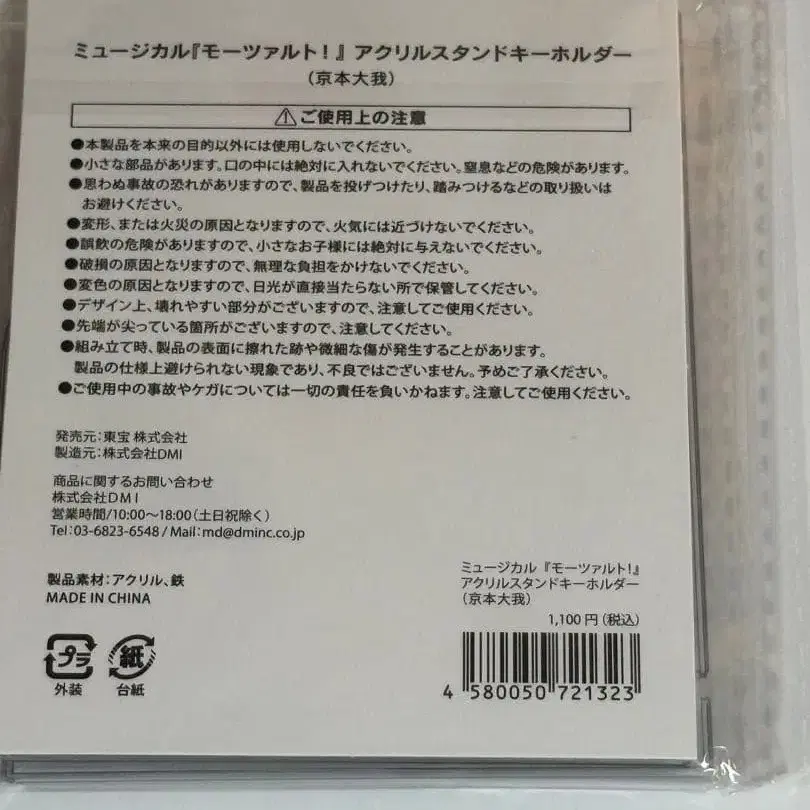 ミュージカル『モーツァルト！』 アクリルスタンドキーホルダー
（京本大我）
⚠ご使用上の注意
●本製品を本来の目的以外には使用しないでください。
●小さな部品があります。口の中には絶対に入れないでください。窒息などの危険があります。
●思わぬ事故の恐れがありますので、製品を投げつけたり、踏みつけるなどの取り扱いは
お避けください。
●変形、または火災の原因となりますので、火気には近づけないでください。
●誤飲の危険がありますので、小さなお子様には絶対に与えないでください。
●破損の原因となりますので、無理な負担をかけないでください。
●変色の原因となりますので、日光が直接当たらない所で保管してください。
●デザイン上、壊れやすい部分がございますので、注意してご使用ください。
●先端が尖っている箇所がございますので、注意してください。
●組み立て時、製品の表面に擦れた跡や微細な傷が発生することがあります。
製品の仕様上避けられない現象であり、不良ではございません。予めご了承ください。
●ご使用中の事故やケガについては一切の責任を負いかねます。注意してご使用ください。
発売元：東宝 株式会社
製造元：株式会社DMI
商品に関するお問い合わせ
株式会社ＤＭＩ
営業時間/10:00〜18:00（土日祝除く）
Tel：03-6823-6548 / Mail：md@dminc.co.jp
製品素材：アクリル、鉄
MADE IN CHINA
ミュージカル『モーツァルト！』
アクリルスタンドキーホルダー
（京本大我）
1,100 円（税込）
プラ 紙
外装 台紙
4 580050 721323